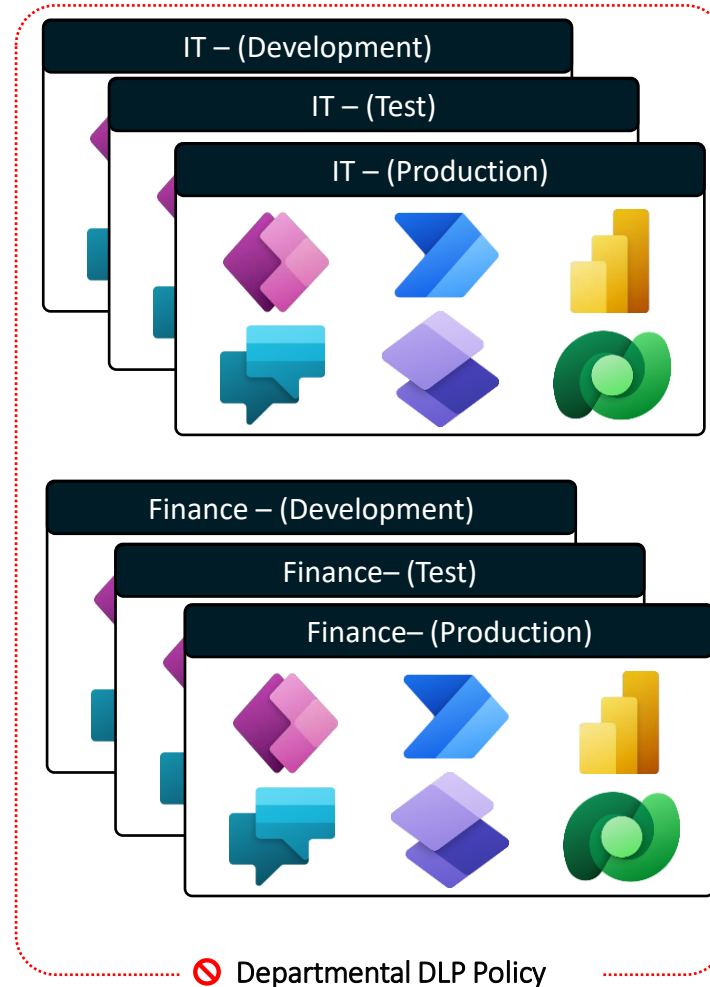 IT – (Development)
IT – (Test)
IT – (Production)
Finance – (Development)
Finance– (Test)
Finance– (Production)
Departmental DLP Policy